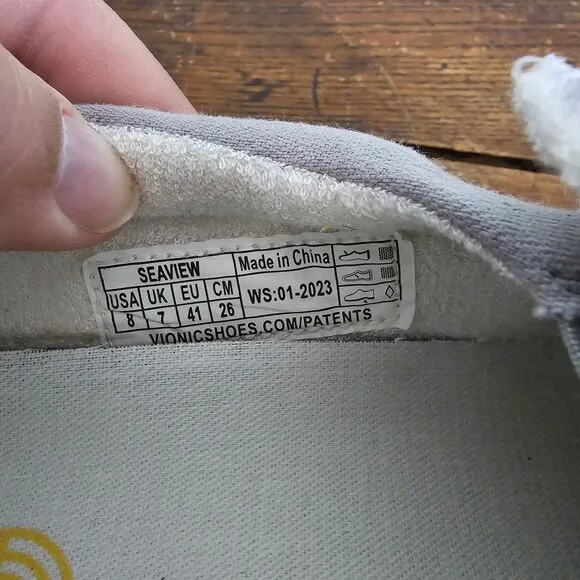 SEAVIEW
Made in China
USA UK EU CM
8 7 41 26
WS:01-2023
VIONICSHOES.COM/PATENTS